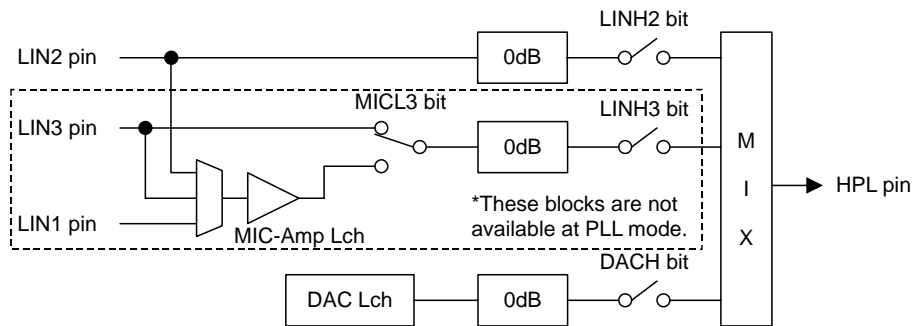 LINH2 bit
LIN2 pin
0dB
MICL3 bit
LINH3 bit
LIN3 pin
0dB
M
I
X
HPL pin
*These blocks are not
available at PLL mode.
LIN1 pin
MIC-Amp Lch
DACH bit
DAC Lch
0dB